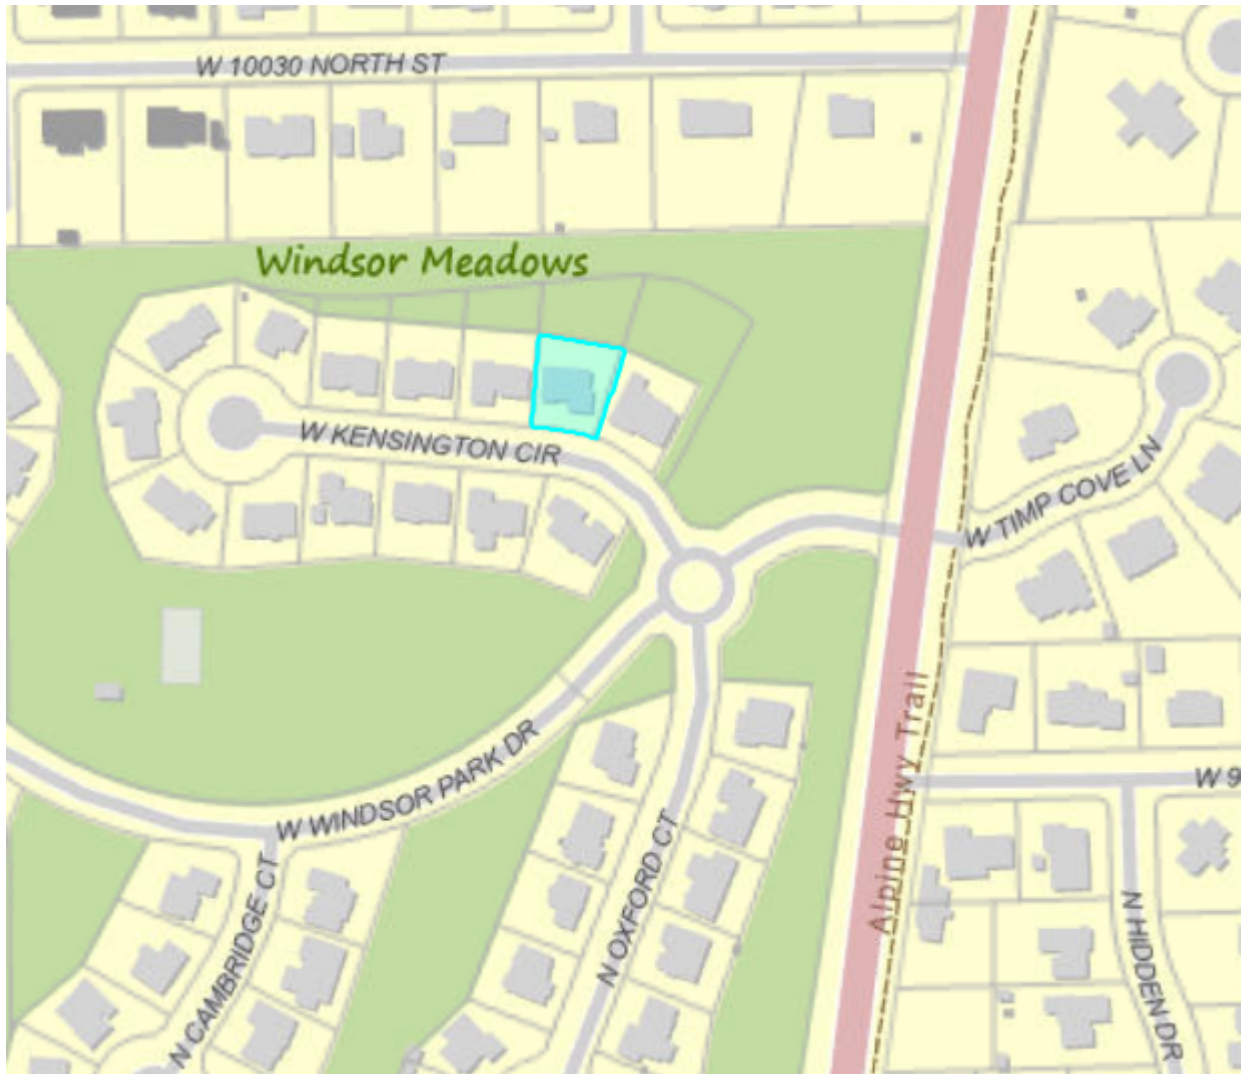 W 10030 NORTH ST
Windsor Meadows
W KENSINGTON CIR
W TIMP COVE LN
W WINDSOR PARK DR
Alpine Hwy Trail
W 9
N OXFORD CT
N CAMBRIDGE CT
N HIDDEN DR